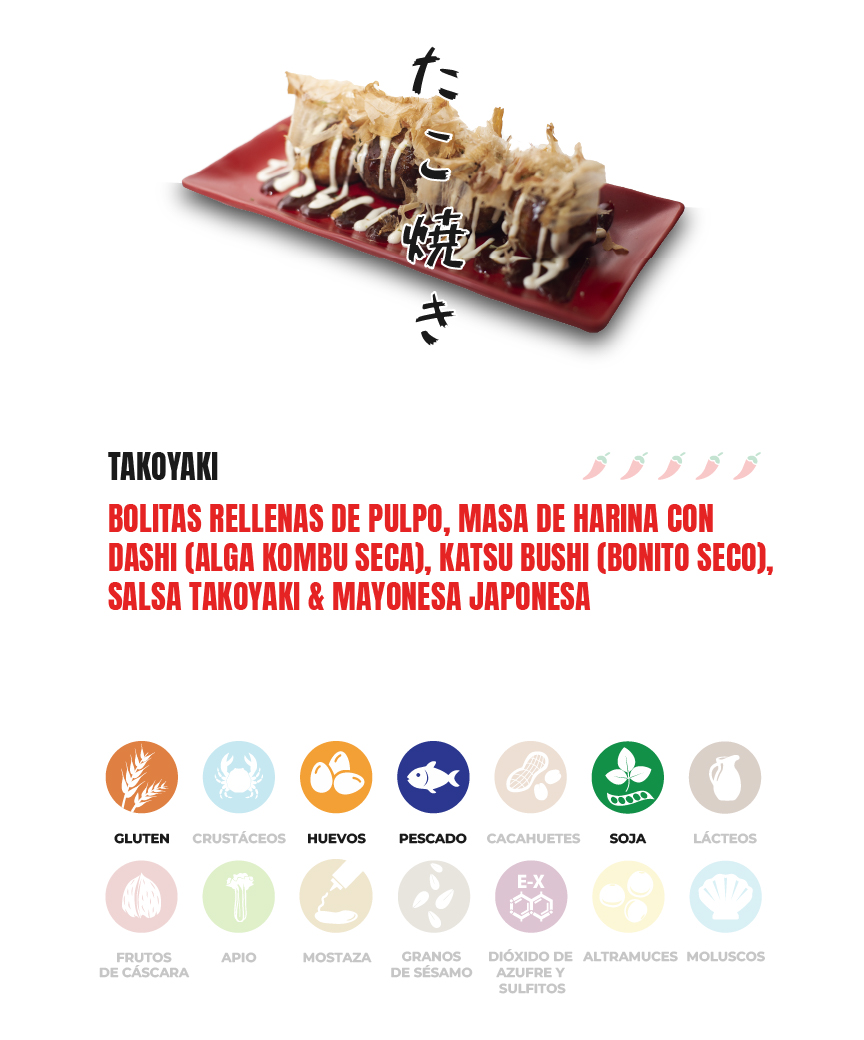 たこ焼き
TAKOYAKI
BOLITAS RELLENAS DE PULPO, MASA DE HARINA CON
DASHI (ALGA KOMBU SECA), KATSU BUSHI (BONITO SECO),
SALSA TAKOYAKI & MAYONESA JAPONESA
GLUTEN
CRUSTÁCEOS
HUEVOS
PESCADO
CACAHUETES
SOJA
LÁCTEOS
E-X
FRUTOS
DE CÁSCARA
APIO
MOSTAZA
GRANOS
DE SÉSAMO
DIÓXIDO DE
AZUFRE Y
SULFITOS
ALTRAMUCES
MOLUSCOS